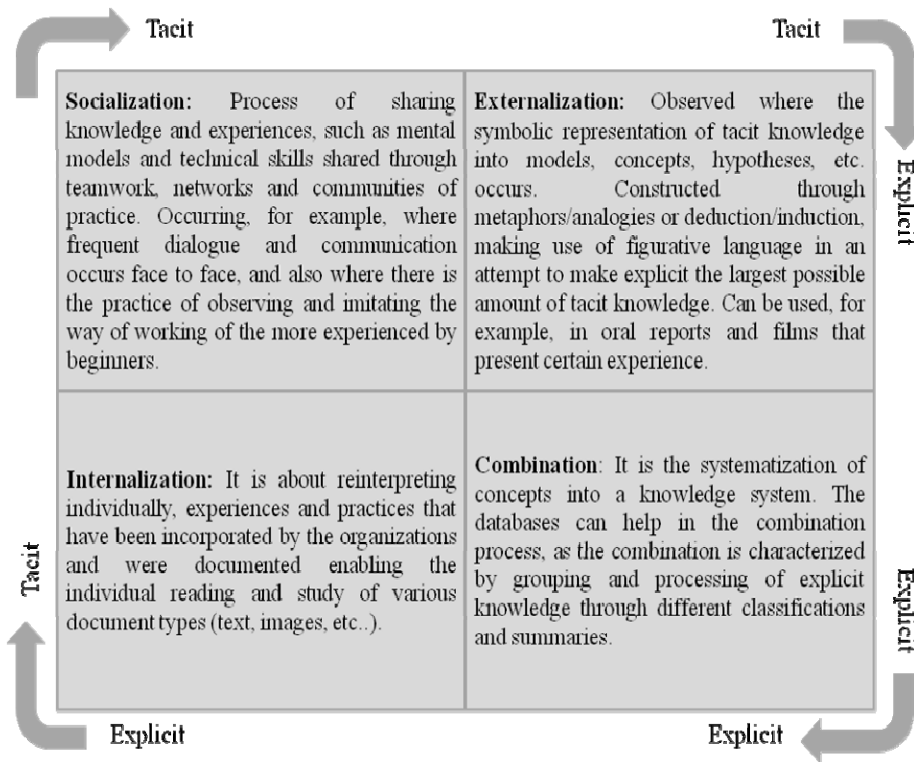 Tacit
Tacit
Socialization: Process of sharing
knowledge and experiences, such as mental
models and technical skills shared through
teamwork, networks and communities of
practice. Occurring, for example, where
frequent dialogue and communication
occurs face to face, and also where there is
the practice of observing and imitating the
way of working of the more experienced by
beginners.
Externalization: Observed where the
symbolic representation of tacit knowledge
into models, concepts, hypotheses, etc.
occurs. Constructed through
metaphors/analogies or deduction/induction,
making use of figurative language in an
attempt to make explicit the largest possible
amount of tacit knowledge. Can be used, for
example, in oral reports and films that
present certain experience.
Explicit
Tacit
Internalization: It is about reinterpreting
individually, experiences and practices that
have been incorporated by the organizations
and were documented enabling the
individual reading and study of various
document types (text, images, etc..).
Combination: It is the systematization of
concepts into a knowledge system. The
databases can help in the combination
process, as the combination is characterized
by grouping and processing of explicit
knowledge through different classifications
and summaries.
Explicit
Explicit
Explicit